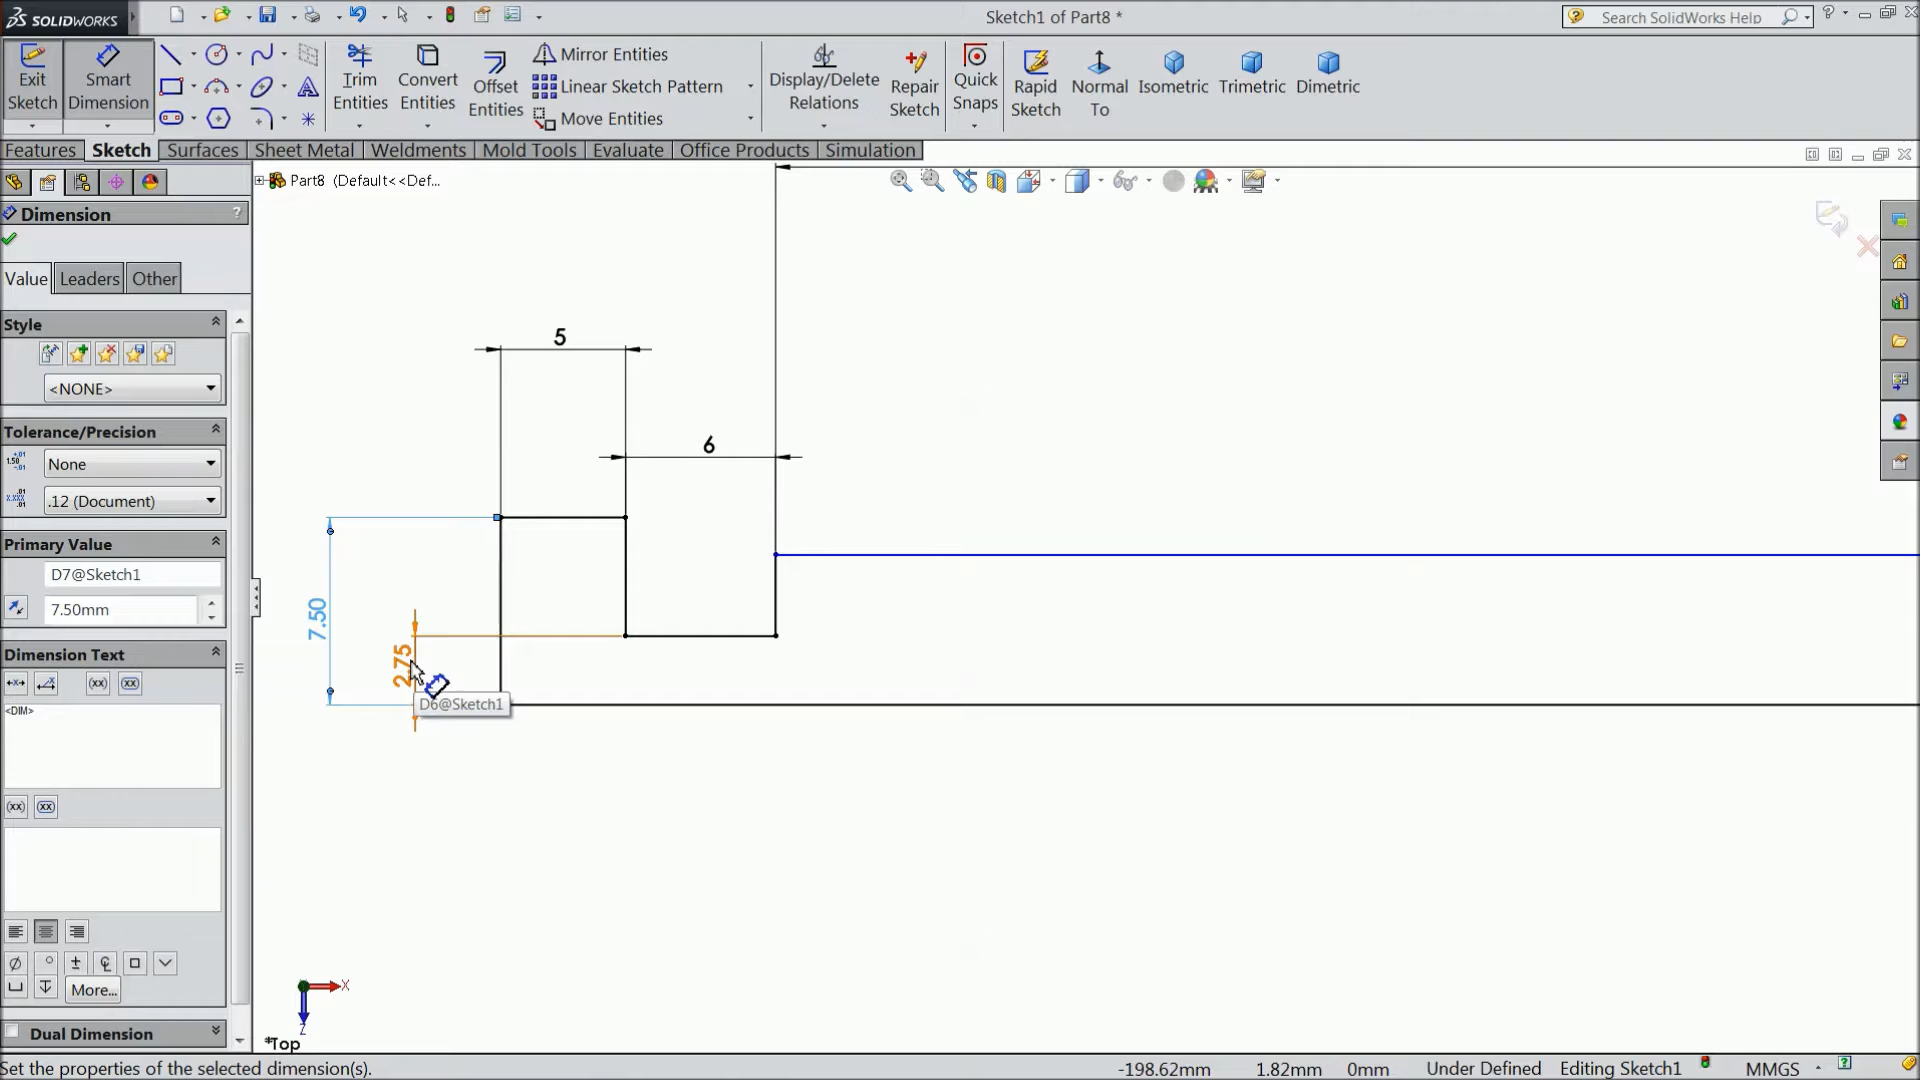 SOLIDWORKS
Sketch1 of Part8 *
Search SolidWorks Help
Exit Sketch
Smart Dimension
Trim Entities
Convert Entities
Offset Entities
Mirror Entities
Linear Sketch Pattern
Move Entities
Display/Delete Relations
Repair Sketch
Quick Snaps
Rapid Sketch
Normal To
Isometric
Trimetric
Dimetric
Features
Sketch
Surfaces
Sheet Metal
Weldments
Mold Tools
Evaluate
Office Products
Simulation
Part8 (Default<<Def...
Dimension
?
Value
Leaders
Other
Style
<NONE>
Tolerance/Precision
None
.12 (Document)
Primary Value
D7@Sketch1
7.50mm
Dimension Text
<DIM>
More...
Dual Dimension
5
6
7.50
2.75
D6@Sketch1
X
Z
*Top
Set the properties of the selected dimension(s).
-198.62mm
1.82mm
0mm
Under Defined
Editing Sketch1
MMGS